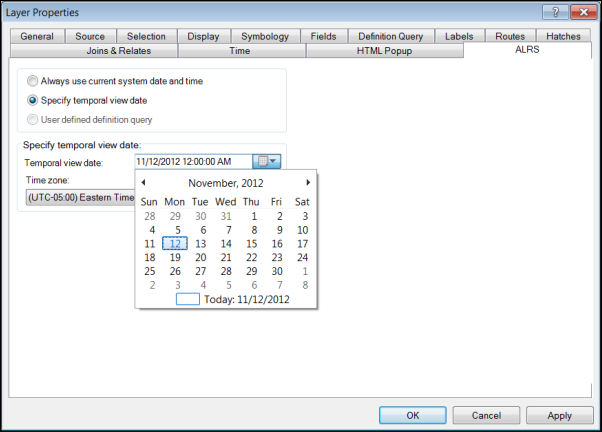 Layer Properties
?
General Source Selection Display Symbology Fields Definition Query Labels Routes Hatches
Joins & Relates Time HTML Popup ALRS
Always use current system date and time
Specify temporal view date
User defined definition query
Specify temporal view date:
Temporal view date: 11/12/2012 12:00:00 AM
Time zone:
(UTC-05:00) Eastern Time
November, 2012
Sun Mon Tue Wed Thu Fri Sat
28 29 30 31 1 2 3
4 5 6 7 8 9 10
11 12 13 14 15 16 17
18 19 20 21 22 23 24
25 26 27 28 29 30 1
2 3 4 5 6 7 8
Today: 11/12/2012
OK Cancel Apply